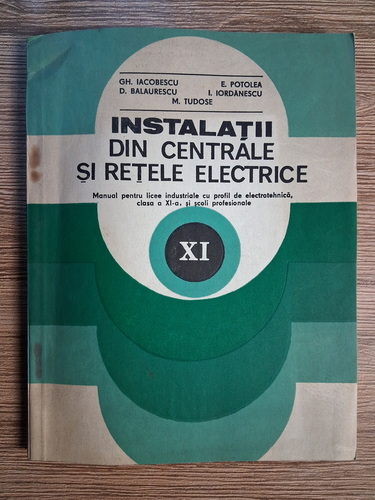 GH. IACOBESCU E. POTOLEA
D. BALAURESCU I. IORDĂNESCU
M. TUDOSE
INSTALAȚII
DIN CENTRALE
ȘI REȚELE ELECTRICE
Manual pentru licee industriale cu profil de electrotehnică,
clasa a XI-a, și școli profesionale
XI